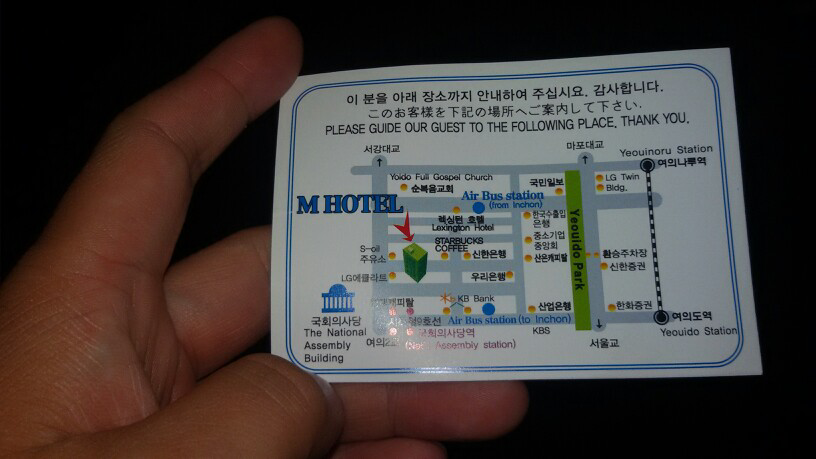 이 분을 아래 장소까지 안내하여 주십시요. 감사합니다.
このお客様を下記の場所へご案内して下さい.
PLEASE GUIDE OUR GUEST TO THE FOLLOWING PLACE. THANK YOU.
서강대교
마포대교
Yeouinoru Station
여의나루역
Yoido Full Gospel Church
순복음교회
국민일보
LG Twin
Bldg.
M HOTEL
Air Bus station
(from Inchon)
렉싱턴 호텔
Lexington Hotel
한국수출입
은행
STARBUCKS
COFFEE
신한은행
중소기업
중앙회
산은캐피탈
Yeouido Park
환승주차장
신한증권
S-oil
주유소
LG에클라트
우리은행
KB Bank
산업은행
한화증권
여의도역
Yeouido Station
국회의사당
The National
Assembly
Building
캐피탈
Air Bus station (to Inchon)
9호선
국회의사당역
Assembly station)
KBS
서울교